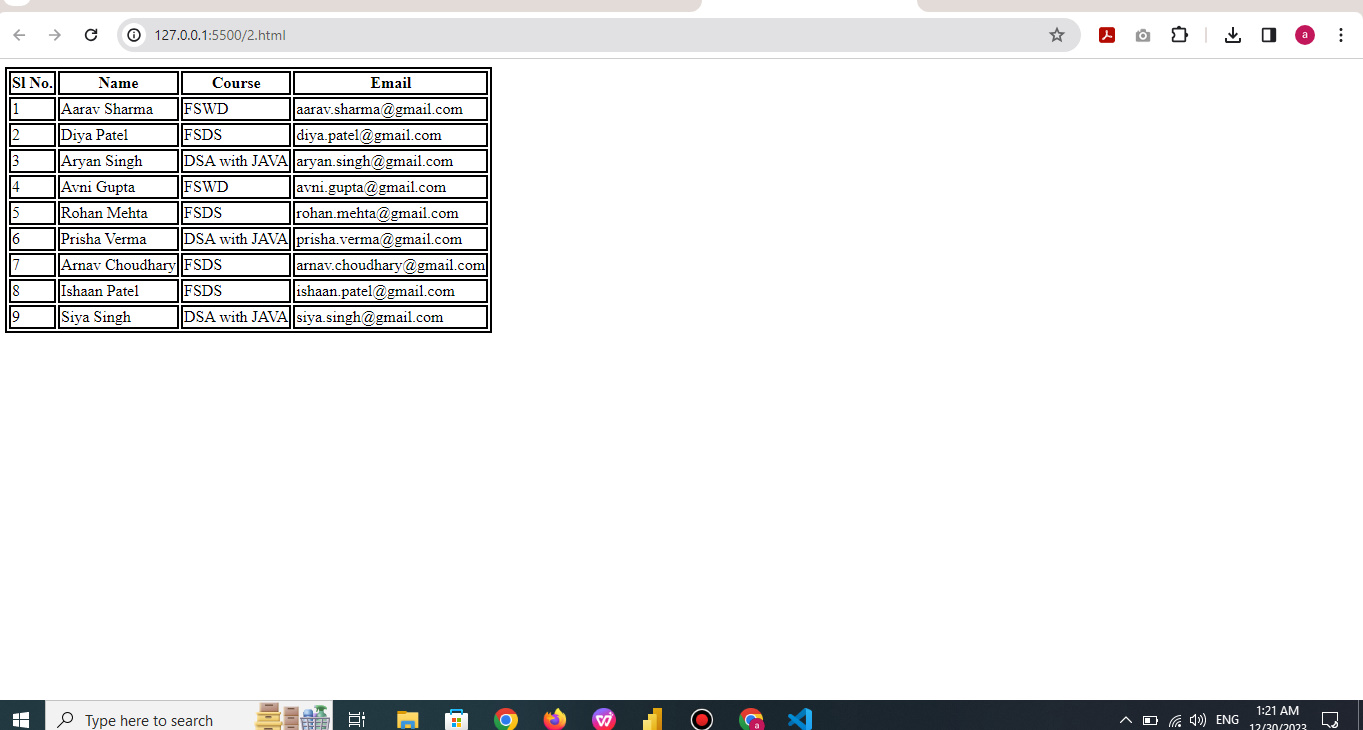 127.0.0.1:5500/2.html
a
Sl No. Name Course Email
1 Aarav Sharma FSWD aarav.sharma@gmail.com
2 Diya Patel FSDS diya.patel@gmail.com
3 Aryan Singh DSA with JAVA aryan.singh@gmail.com
4 Avni Gupta FSWD avni.gupta@gmail.com
5 Rohan Mehta FSDS rohan.mehta@gmail.com
6 Prisha Verma DSA with JAVA prisha.verma@gmail.com
7 Arnav Choudhary FSDS arnav.choudhary@gmail.com
8 Ishaan Patel FSDS ishaan.patel@gmail.com
9 Siya Singh DSA with JAVA siya.singh@gmail.com
Type here to search
a
ENG
1:21 AM
12/30/2023